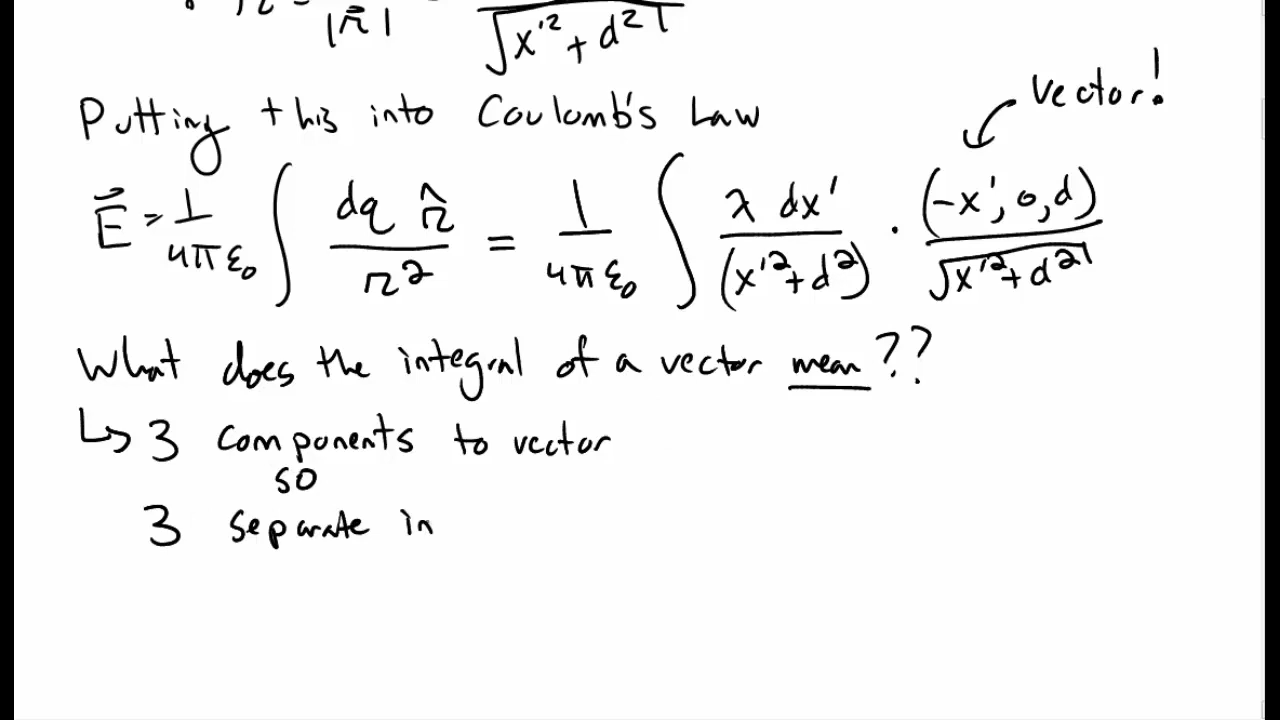 |r⃗| √x'² + d²
Putting this into Coulomb's Law
vector!
E⃗ = 1/4πε₀ ∫ dq r̂/r² = 1/4πε₀ ∫ λ dx'/(x'²+d²) · (-x', 0, d)/√x'²+d²
What does the integral of a vector mean??
↳ 3 components to vector
so
3 separate in